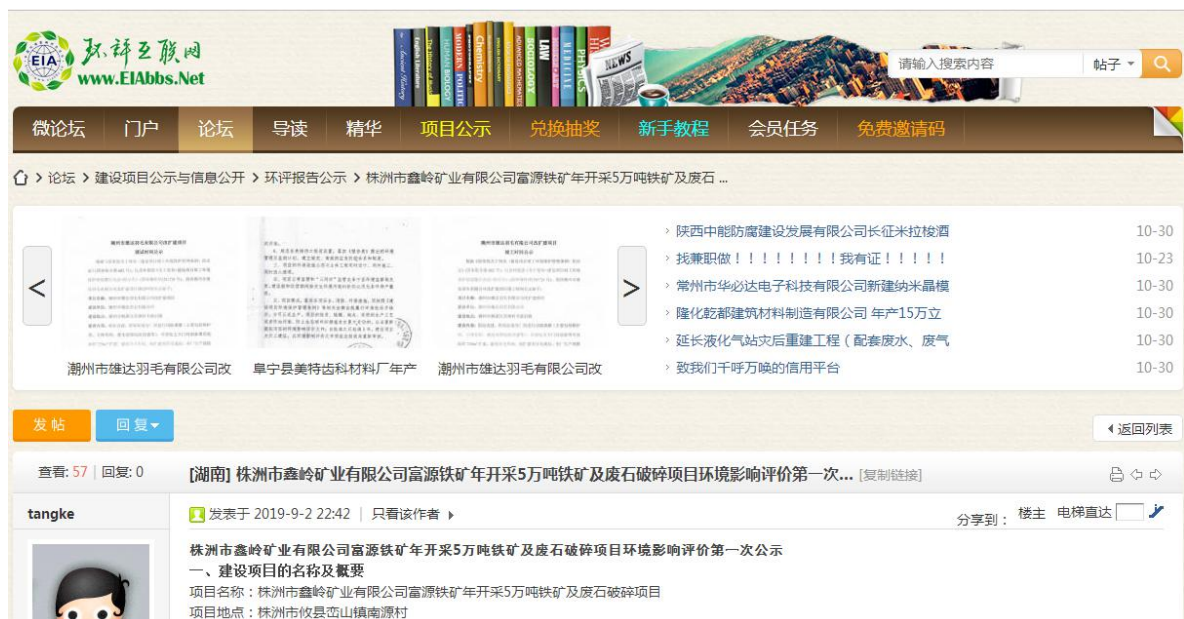 EIA 环评互联网
www.EIAbbs.Net
NEWS
请输入搜索内容 帖子
微论坛 门户 论坛 导读 精华 项目公示 兑换抽奖 新手教程 会员任务 免费邀请码
论坛 > 建设项目公示与信息公开 > 环评报告公示 > 株洲市鑫岭矿业有限公司富源铁矿年开采5万吨铁矿及废石 ...
潮州市雄达羽毛有限公司改 阜宁县美特齿科材料厂年产 潮州市雄达羽毛有限公司改
陕西中能防腐建设发展有限公司长征米拉梭酒 10-30
找兼职做！！！！！！！！我有证！！！！！ 10-23
常州市华必达电子科技有限公司新建纳米晶模 10-30
隆化乾都建筑材料制造有限公司 年产15万立 10-30
延长液化气站灾后重建工程（配套废水、废气 10-30
致我们千呼万唤的信用平台 10-30
发帖 回复 返回列表
查看: 57 | 回复: 0 [湖南] 株洲市鑫岭矿业有限公司富源铁矿年开采5万吨铁矿及废石破碎项目环境影响评价第一次... [复制链接]
tangke 发表于 2019-9-2 22:42 | 只看该作者 分享到： 楼主 电梯直达
株洲市鑫岭矿业有限公司富源铁矿年开采5万吨铁矿及废石破碎项目环境影响评价第一次公示
一、建设项目的名称及概要
项目名称：株洲市鑫岭矿业有限公司富源铁矿年开采5万吨铁矿及废石破碎项目
项目地点：株洲市攸县峦山镇南源村